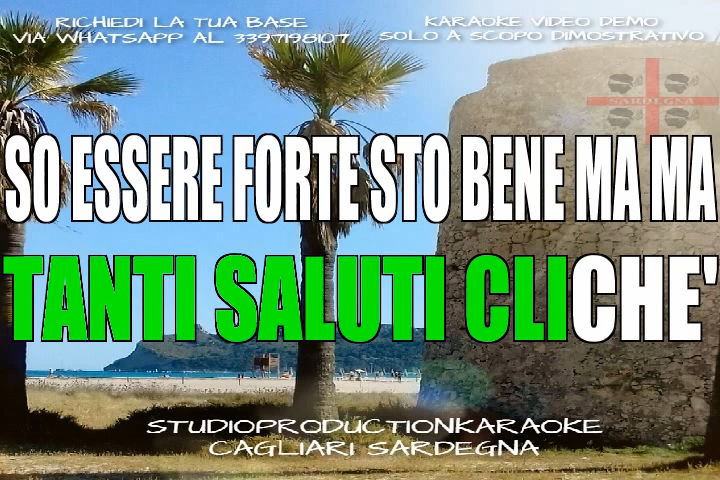 RICHIEDI LA TUA BASE
VIA WHATSAPP AL 3397198107
KARAOKE VIDEO DEMO
SOLO A SCOPO DIMOSTRATIVO
SARDEGNA
SO ESSERE FORTE STO BENE MA MA
TANTI SALUTI CLICHE'
STUDIOPRODUCTIONKARAOKE
CAGLIARI SARDEGNA